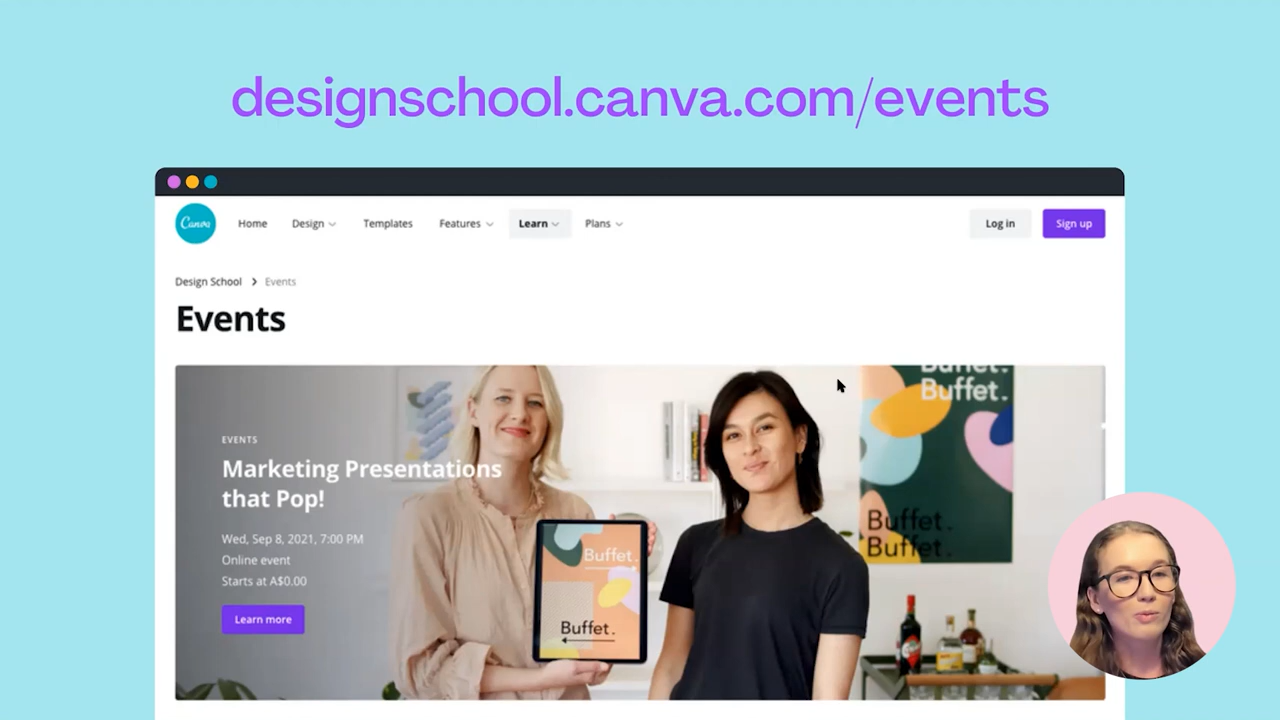 designschool.canva.com/events
Canva
Home
Design
Templates
Features
Learn
Plans
Log in
Sign up
Design School
Events
Events
EVENTS
Marketing Presentations
that Pop!
Wed, Sep 8, 2021, 7:00 PM
Online event
Starts at A$0.00
Learn more
Buffet.
Buffet.
Buffet.
Buffet.
Buffet.
Buffet.